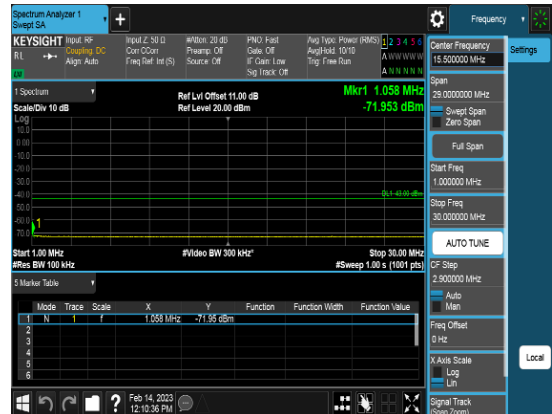 Spectrum Analyzer 1
Swept SA
Frequency
KEYSIGHT
Input: RF
Coupling: DC
Align: Auto
Input Z: 50 Ω
Corr CCorr
Freq Ref: Int (S)
#Atten: 20 dB
Preamp: Off
Source: Off
PNO: Fast
Gate: Off
IF Gain: Low
Sig Track: Off
Avg Type: Power (RMS)
Avg|Hold: 10/10
Trig: Free Run
1 2 3 4 5 6
A W W W W W
A N N N N N
RL
Center Frequency
15.500000 MHz
Settings
Span
29.0000000 MHz
Swept Span
Zero Span
Full Span
Start Freq
1.000000 MHz
Stop Freq
30.000000 MHz
AUTO TUNE
CF Step
2.900000 MHz
Auto
Man
Freq Offset
0 Hz
X Axis Scale
Log
Lin
Local
Signal Track
(Span Zoom)
1 Spectrum
Scale/Div 10 dB
Ref Lvl Offset 11.00 dB
Ref Level 20.00 dBm
Mkr1 1.058 MHz
-71.953 dBm
Log
10.0
0.00
-10.0
-20.0
-30.0
-40.0
-50.0
-60.0
-70.0
DL1 -43.00 dBm
1
Start 1.00 MHz
#Video BW 300 kHz*
Stop 30.00 MHz
#Res BW 100 kHz
#Sweep 1.00 s (1001 pts)
5 Marker Table
Mode Trace Scale X Y Function Function Width Function Value
1 N 1 f 1.058 MHz -71.95 dBm
2
3
4
5
6
Feb 14, 2023
12:10:36 PM